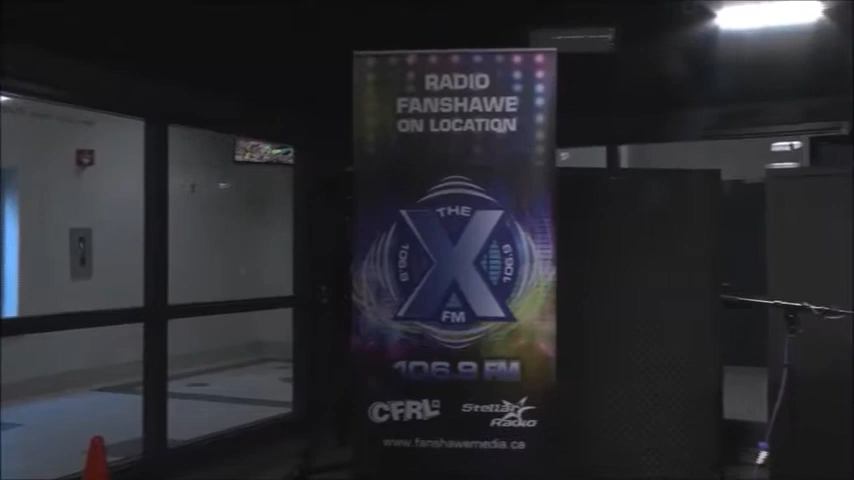 RADIO
FANSHAWE
ON LOCATION
THE
X
106.9
106.9
FM
106.9 FM
CFRL
Stellar
Radio
www.fanshawemedia.ca